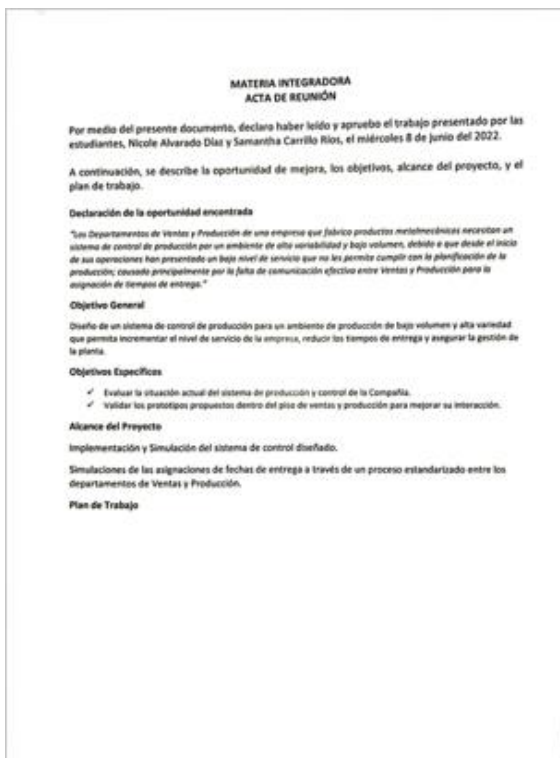 MATERIA INTEGRADORA
ACTA DE REUNIÓN
Por medio del presente documento, declaro haber leído y apruebo el trabajo presentado por las
estudiantes, Nicole Alvarado Díaz y Samantha Carrillo Ríos, el miércoles 8 de junio del 2022.
A continuación, se describe la oportunidad de mejora, los objetivos, alcance del proyecto, y el
plan de trabajo.
Declaración de la oportunidad encontrada
"Los Departamentos de Ventas y Producción de una empresa que fabrica productos metalmecánicos necesitan un
sistema de control de producción por un ambiente de alta variabilidad y bajo volumen, debido a que desde el inicio
de sus operaciones han presentado un bajo nivel de servicio que no les permite cumplir con la planificación de la
producción; causado principalmente por la falta de comunicación efectiva entre Ventas y Producción para la
asignación de tiempos de entrega."
Objetivo General
Diseño de un sistema de control de producción para un ambiente de producción de bajo volumen y alta variedad
que permita incrementar el nivel de servicio de la empresa, reducir los tiempos de entrega y asegurar la gestión de
la planta.
Objetivos Específicos
✓ Evaluar la situación actual del sistema de producción y control de la Compañía.
✓ Validar los prototipos propuestos dentro del piso de ventas y producción para mejorar su interacción.
Alcance del Proyecto
Implementación y Simulación del sistema de control diseñado.
Simulaciones de las asignaciones de fechas de entrega a través de un proceso estandarizado entre los
departamentos de Ventas y Producción.
Plan de Trabajo